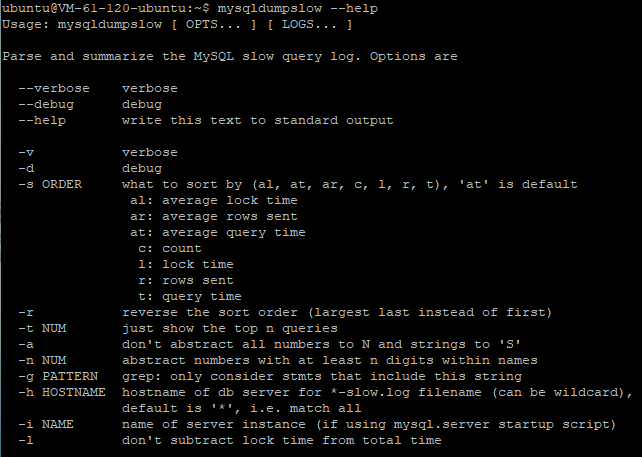 ubuntu@VM-61-120-ubuntu:~$ mysqldumpslow --help
Usage: mysqldumpslow [ OPTS... ] [ LOGS... ]

Parse and summarize the MySQL slow query log. Options are

  --verbose    verbose
  --debug      debug
  --help       write this text to standard output

  -v           verbose
  -d           debug
  -s ORDER     what to sort by (al, at, ar, c, l, r, t), 'at' is default
                al: average lock time
                ar: average rows sent
                at: average query time
                 c: count
                 l: lock time
                 r: rows sent
                 t: query time
  -r           reverse the sort order (largest last instead of first)
  -t NUM       just show the top n queries
  -a           don't abstract all numbers to N and strings to 'S'
  -n NUM       abstract numbers with at least n digits within names
  -g PATTERN   grep: only consider stmts that include this string
  -h HOSTNAME  hostname of db server for *-slow.log filename (can be wildcard),
               default is '*', i.e. match all
  -i NAME      name of server instance (if using mysql.server startup script)
  -l           don't subtract lock time from total time